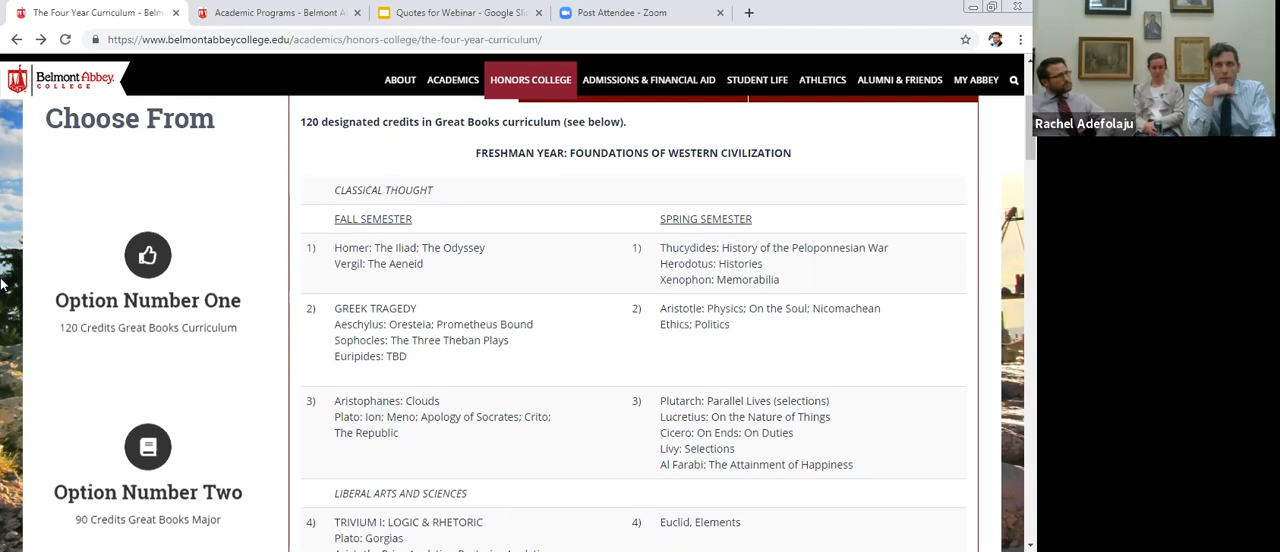 The Four Year Curriculum - Belm
Academic Programs - Belmont A
Quotes for Webinar - Google Sli
Post Attendee - Zoom
https://www.belmontabbeycollege.edu/academics/honors-college/the-four-year-curriculum/
Belmont Abbey
COLLEGE
ABOUT
ACADEMICS
HONORS COLLEGE
ADMISSIONS & FINANCIAL AID
STUDENT LIFE
ATHLETICS
ALUMNI & FRIENDS
MY ABBEY
Rachel Adefolaju
Choose From
Option Number One
120 Credits Great Books Curriculum
Option Number Two
90 Credits Great Books Major
120 designated credits in Great Books curriculum (see below).
FRESHMAN YEAR: FOUNDATIONS OF WESTERN CIVILIZATION
CLASSICAL THOUGHT
FALL SEMESTER
SPRING SEMESTER
1) Homer: The Iliad; The Odyssey
Vergil: The Aeneid
1) Thucydides: History of the Peloponnesian War
Herodotus: Histories
Xenophon: Memorabilia
2) GREEK TRAGEDY
Aeschylus: Oresteia; Prometheus Bound
Sophocles: The Three Theban Plays
Euripides: TBD
2) Aristotle: Physics; On the Soul; Nicomachean
Ethics; Politics
3) Aristophanes: Clouds
Plato: Ion; Meno; Apology of Socrates; Crito;
The Republic
3) Plutarch: Parallel Lives (selections)
Lucretius: On the Nature of Things
Cicero: On Ends; On Duties
Livy: Selections
Al Farabi: The Attainment of Happiness
LIBERAL ARTS AND SCIENCES
4) TRIVIUM I: LOGIC & RHETORIC
Plato: Gorgias
4) Euclid, Elements